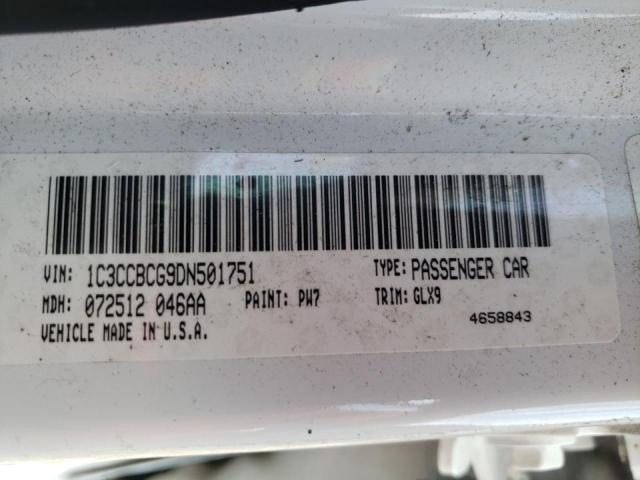 VIN: 1C3CCBCG9DN501751 TYPE: PASSENGER CAR
MDH: 072512 046AA PAINT: PW7 TRIM: GLX9
VEHICLE MADE IN U.S.A. 4658843